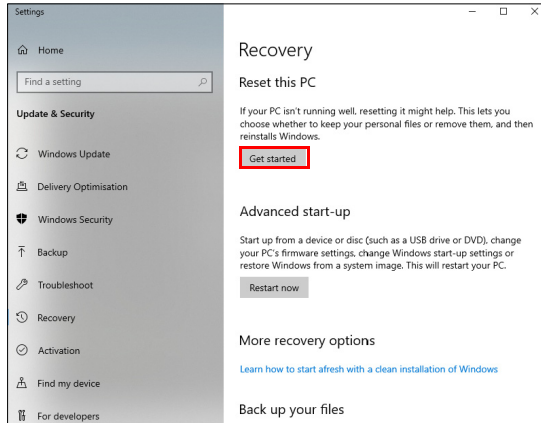 Settings
Home
Find a setting
Update & Security
Windows Update
Delivery Optimisation
Windows Security
Backup
Troubleshoot
Recovery
Activation
Find my device
For developers
Recovery
Reset this PC
If your PC isn't running well, resetting it might help. This lets you
choose whether to keep your personal files or remove them, and then
reinstalls Windows.
Get started
Advanced start-up
Start up from a device or disc (such as a USB drive or DVD), change
your PC's firmware settings, change Windows start-up settings or
restore Windows from a system image. This will restart your PC.
Restart now
More recovery options
Learn how to start afresh with a clean installation of Windows
Back up your files